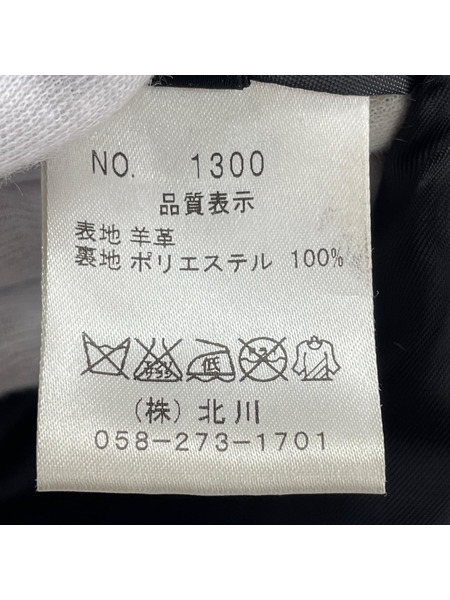 NO. 1300
品質表示
表地 羊革
裏地 ポリエステル 100%
低
(株) 北川
058-273-1701